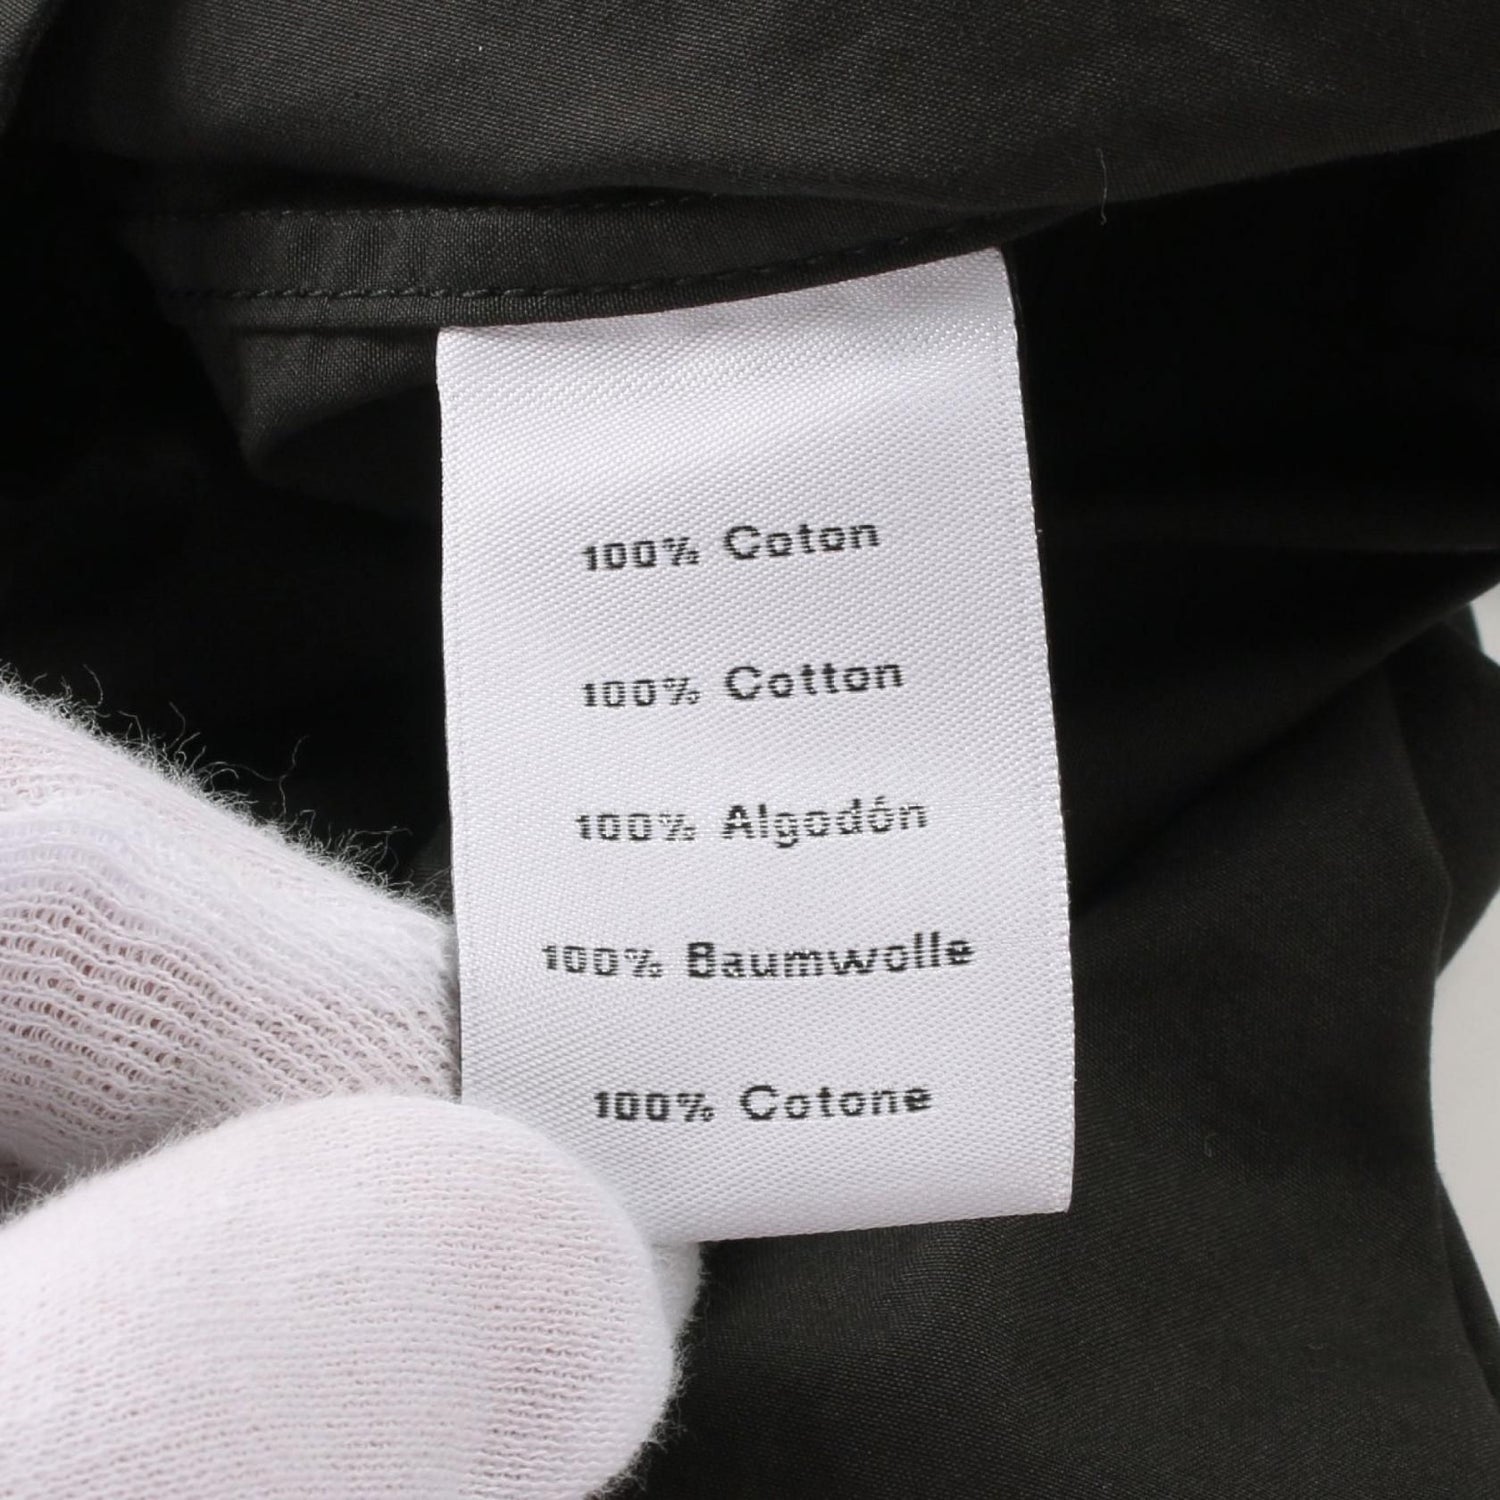 100% Coton
100% Cotton
100% Algodón
100% Baumwolle
100% Cotone